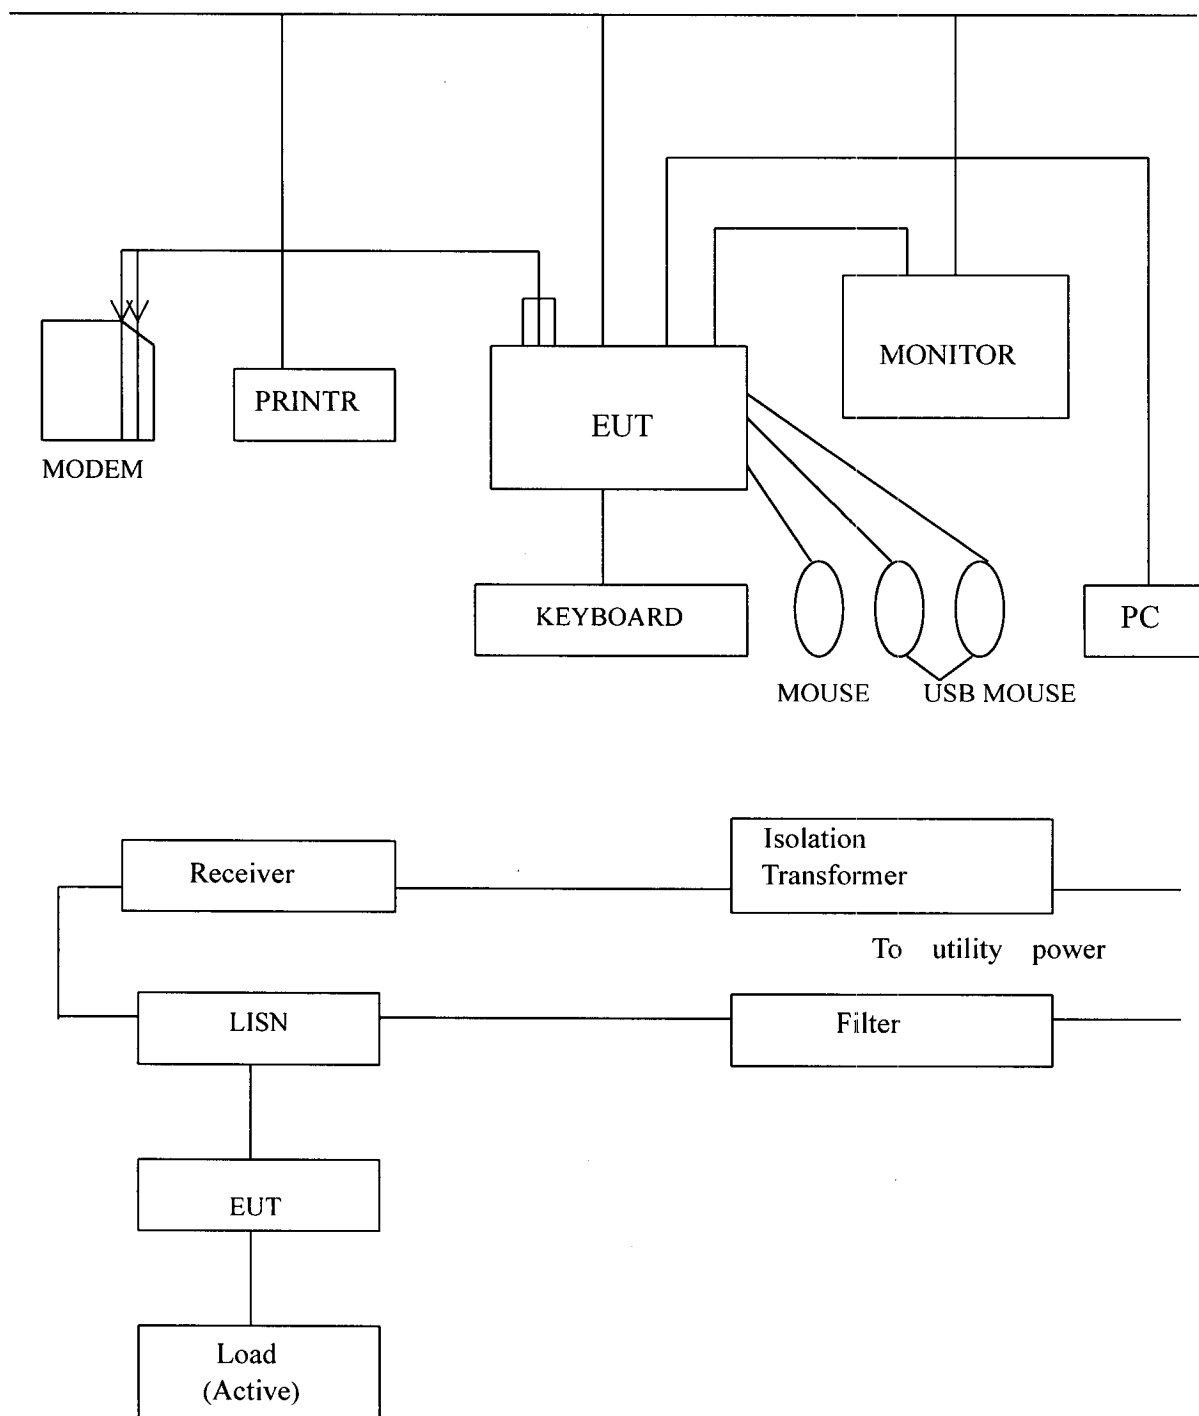 MONITOR
PRINTR
EUT
MODEM
KEYBOARD
PC
MOUSE
USB MOUSE
Isolation
Transformer
Receiver
To utility power
LISN
Filter
EUT
Load
(Active)